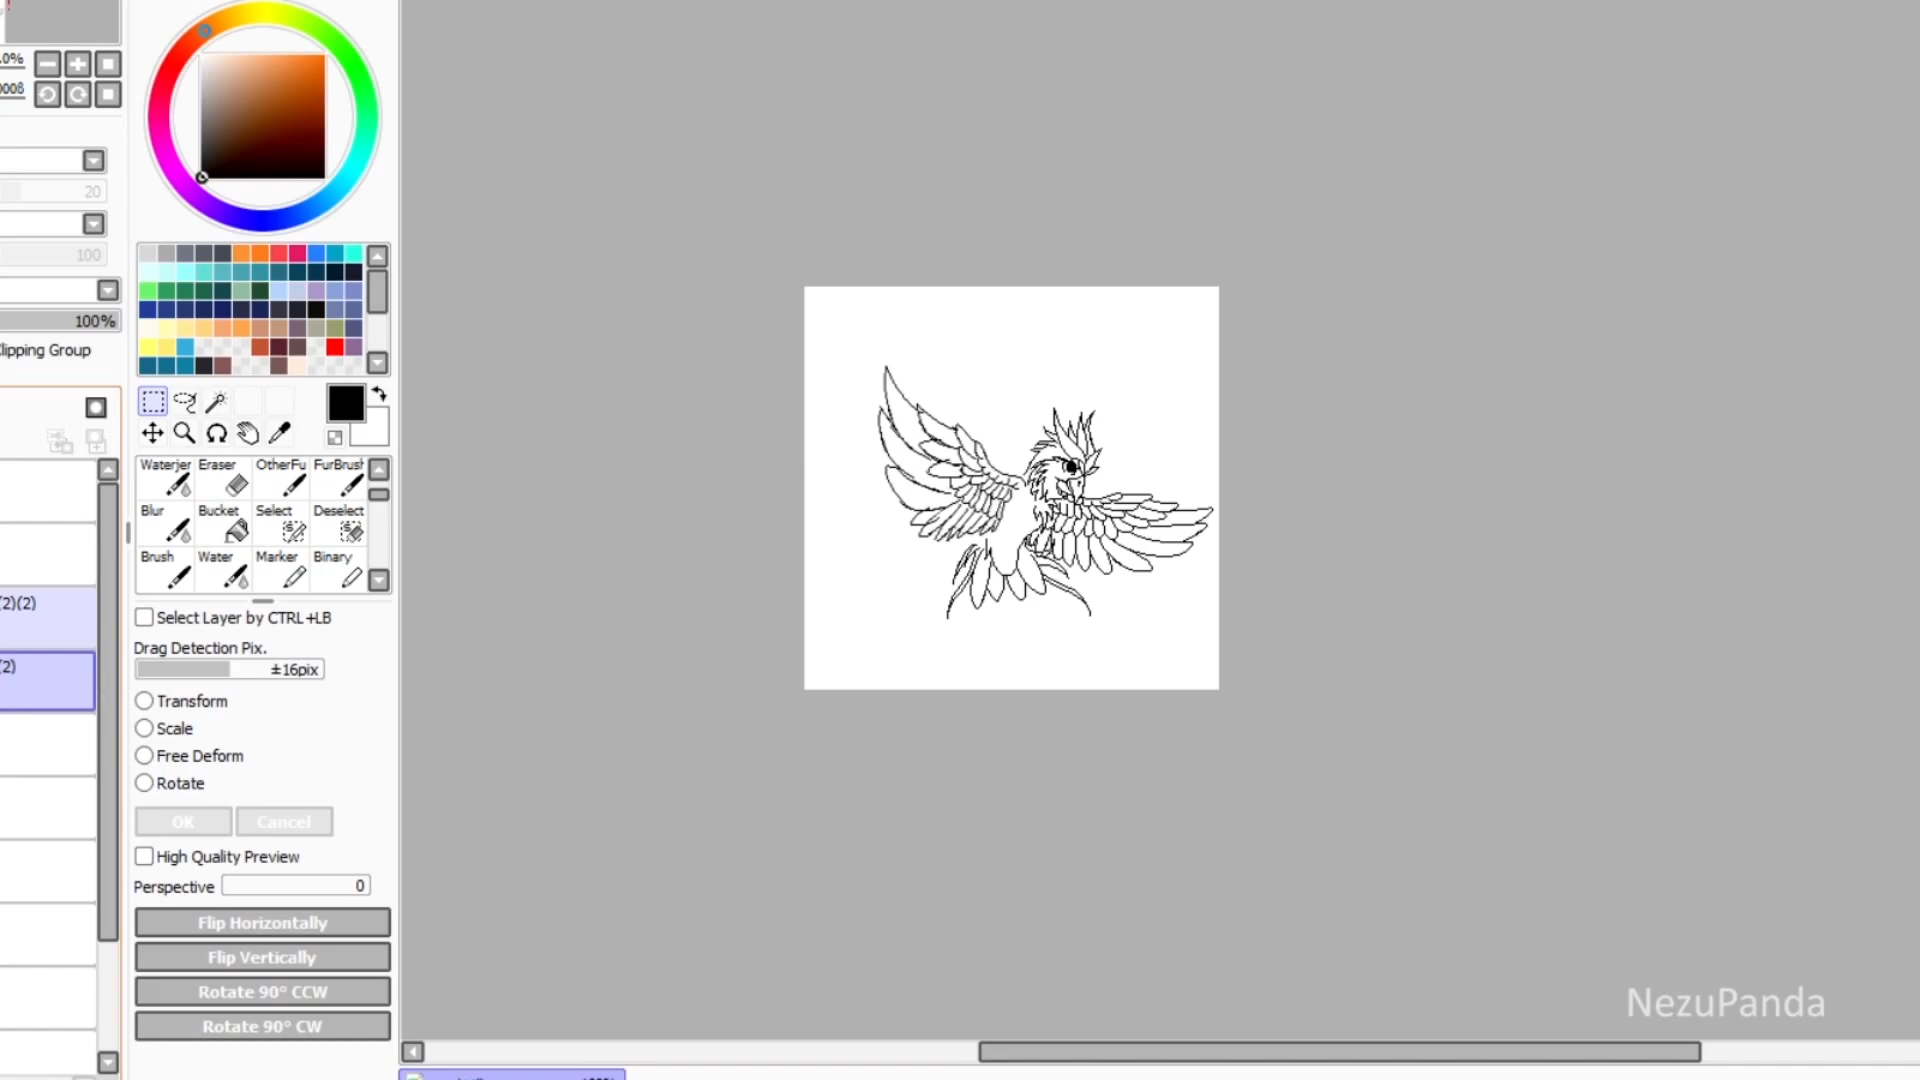 .0%
20
100
100%
lipping Group
(2)(2)
(2)
Waterjer Eraser OtherFu FurBrush
Blur Bucket Select Deselect
Brush Water Marker Binary
Select Layer by CTRL+LB
Drag Detection Pix.
±16pix
Transform
Scale
Free Deform
Rotate
OK Cancel
High Quality Preview
Perspective 0
Flip Horizontally
Flip Vertically
Rotate 90° CCW
Rotate 90° CW
NezuPanda